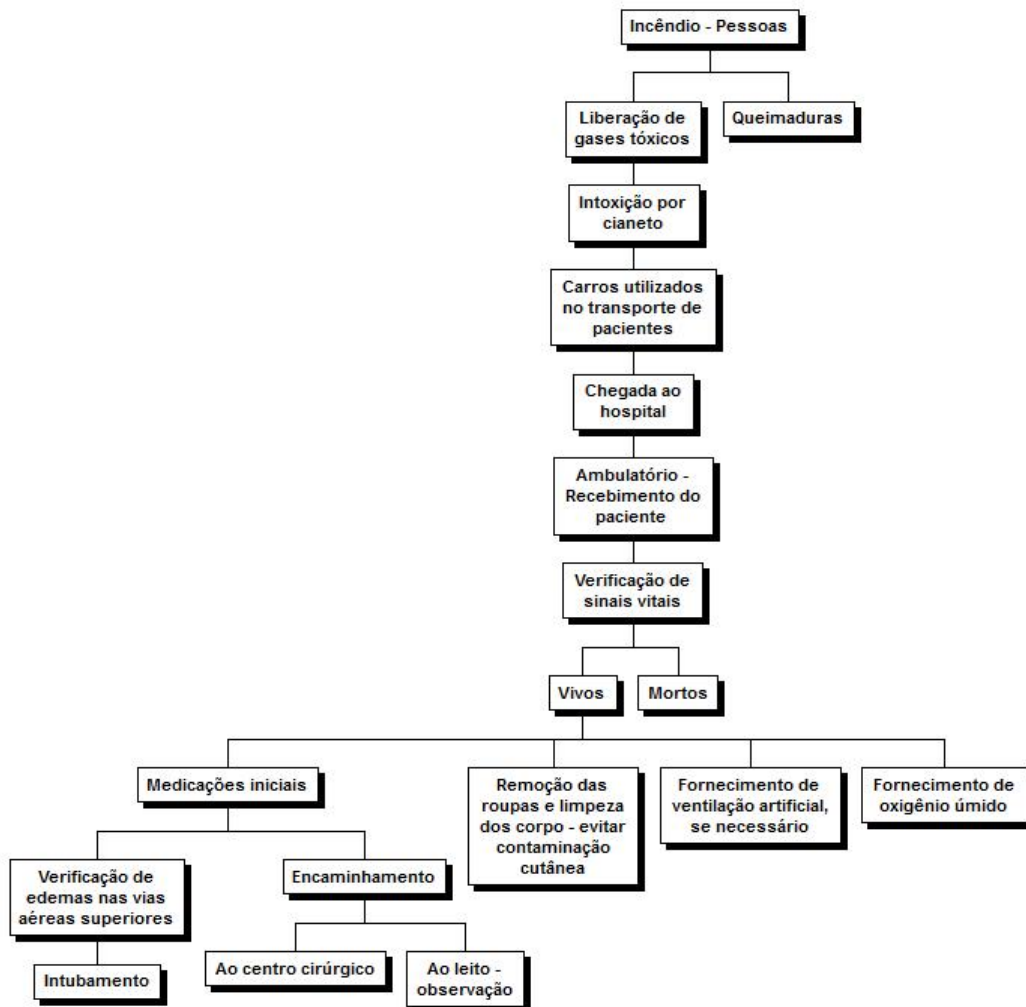 Incêndio - Pessoas
Liberação de
gases tóxicos
Queimaduras
Intoxição por
cianeto
Carros utilizados
no transporte de
pacientes
Chegada ao
hospital
Ambulatório -
Recebimento do
paciente
Verificação de
sinais vitais
Vivos
Mortos
Medicações iniciais
Remoção das
roupas e limpeza
dos corpo - evitar
contaminação
cutânea
Fornecimento de
ventilação artificial,
se necessário
Fornecimento de
oxigênio úmido
Verificação de
edemas nas vias
aéreas superiores
Encaminhamento
Intubamento
Ao centro cirúrgico
Ao leito -
observação